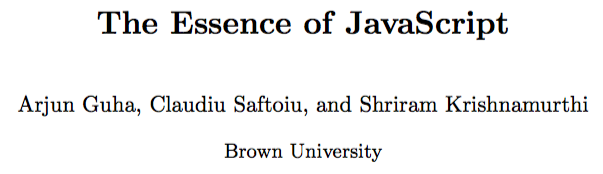 The Essence of JavaScript
Arjun Guha, Claudiu Saftoiu, and Shriram Krishnamurthi
Brown University